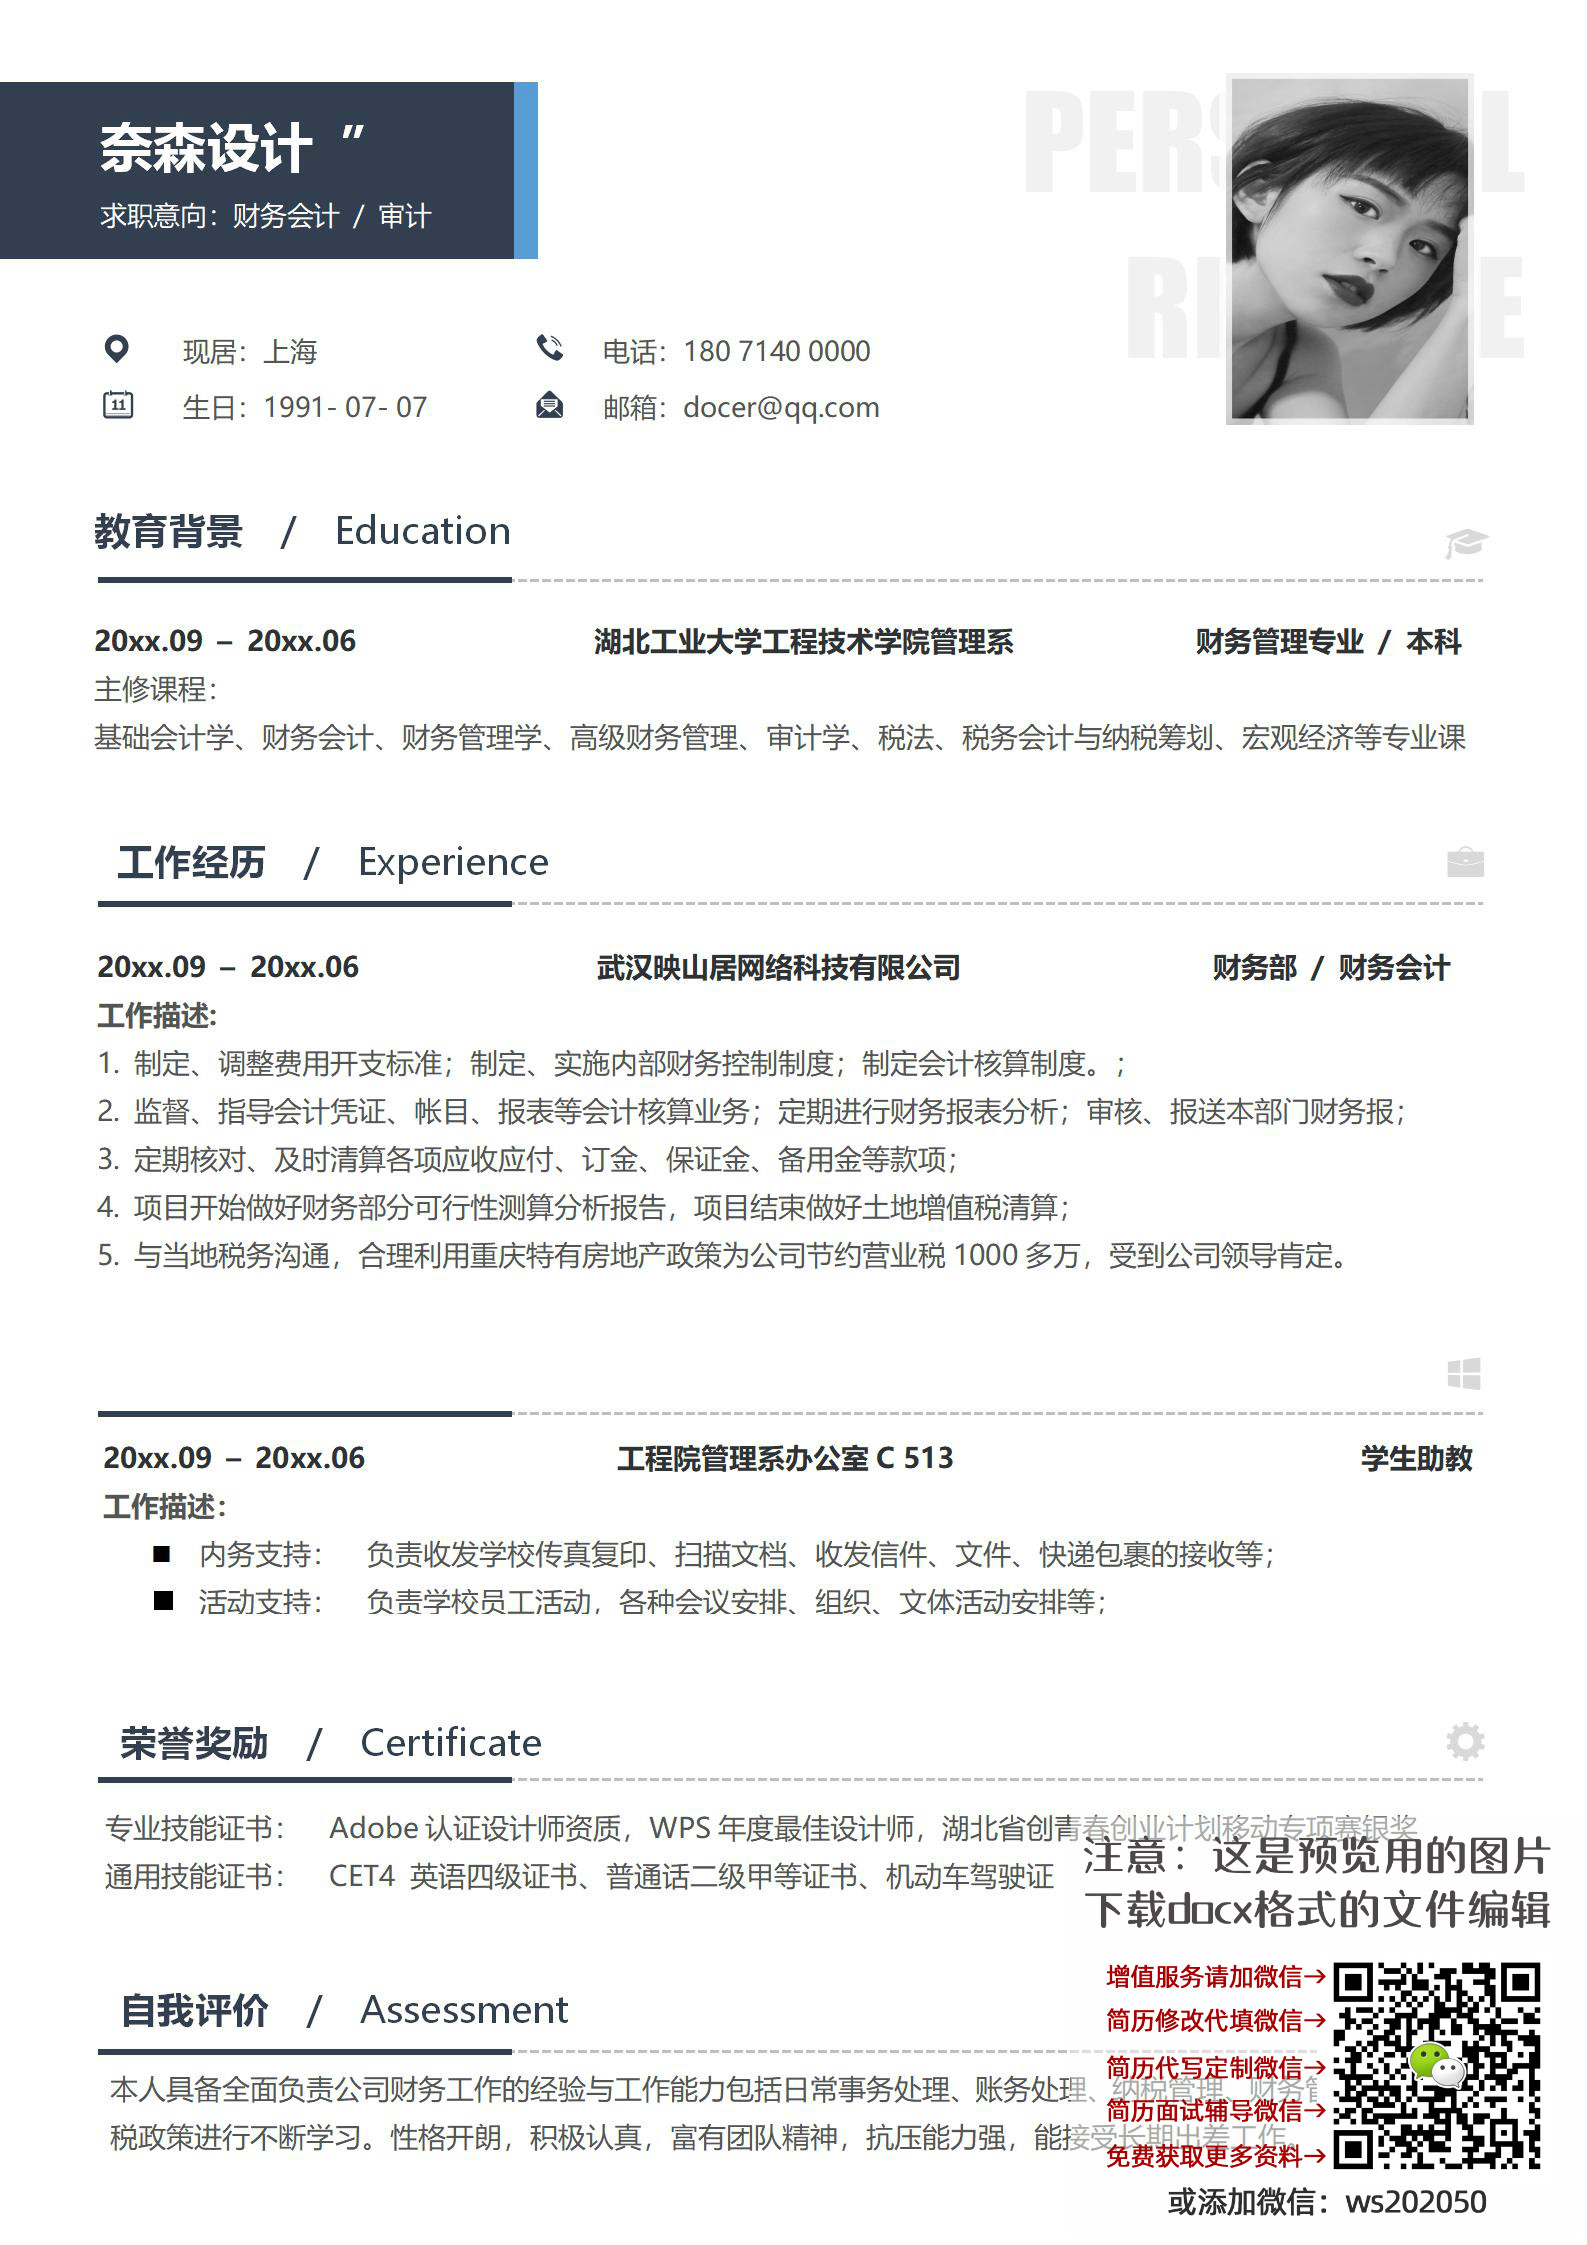 PERS L
奈森设计 ″
求职意向：财务会计 / 审计
RE
现居：上海
电话：180 7140 0000
11
生日：1991- 07- 07
邮箱：docer@qq.com
教育背景 / Education
20xx.09 – 20xx.06 湖北工业大学工程技术学院管理系 财务管理专业 / 本科
主修课程：
基础会计学、财务会计、财务管理学、高级财务管理、审计学、税法、税务会计与纳税筹划、宏观经济等专业课
工作经历 / Experience
20xx.09 – 20xx.06 武汉映山居网络科技有限公司 财务部 / 财务会计
工作描述:
1. 制定、调整费用开支标准；制定、实施内部财务控制制度；制定会计核算制度。；
2. 监督、指导会计凭证、帐目、报表等会计核算业务；定期进行财务报表分析；审核、报送本部门财务报；
3. 定期核对、及时清算各项应收应付、订金、保证金、备用金等款项；
4. 项目开始做好财务部分可行性测算分析报告，项目结束做好土地增值税清算；
5. 与当地税务沟通，合理利用重庆特有房地产政策为公司节约营业税 1000 多万，受到公司领导肯定。
20xx.09 – 20xx.06 工程院管理系办公室 C 513 学生助教
工作描述：
■ 内务支持： 负责收发学校传真复印、扫描文档、收发信件、文件、快递包裹的接收等；
■ 活动支持： 负责学校员工活动，各种会议安排、组织、文体活动安排等；
荣誉奖励 / Certificate
专业技能证书： Adobe 认证设计师资质，WPS 年度最佳设计师，湖北省创青春创业计划移动专项赛银奖
通用技能证书： CET4 英语四级证书、普通话二级甲等证书、机动车驾驶证
注意：这是预览用的图片
下载docx格式的文件编辑
自我评价 / Assessment
本人具备全面负责公司财务工作的经验与工作能力包括日常事务处理、账务处理、纳税管理、财务管
税政策进行不断学习。性格开朗，积极认真，富有团队精神，抗压能力强，能接受长期出差工作。
增值服务请加微信→
简历修改代填微信→
简历代写定制微信→
简历面试辅导微信→
免费获取更多资料→
或添加微信：ws202050